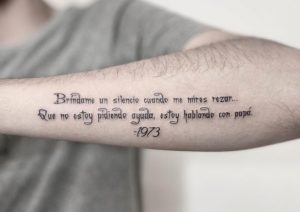 Bríndame un silencio cuando me mires rezar...
Que no estoy pidiendo ayuda, estoy hablando con papá.
-1973